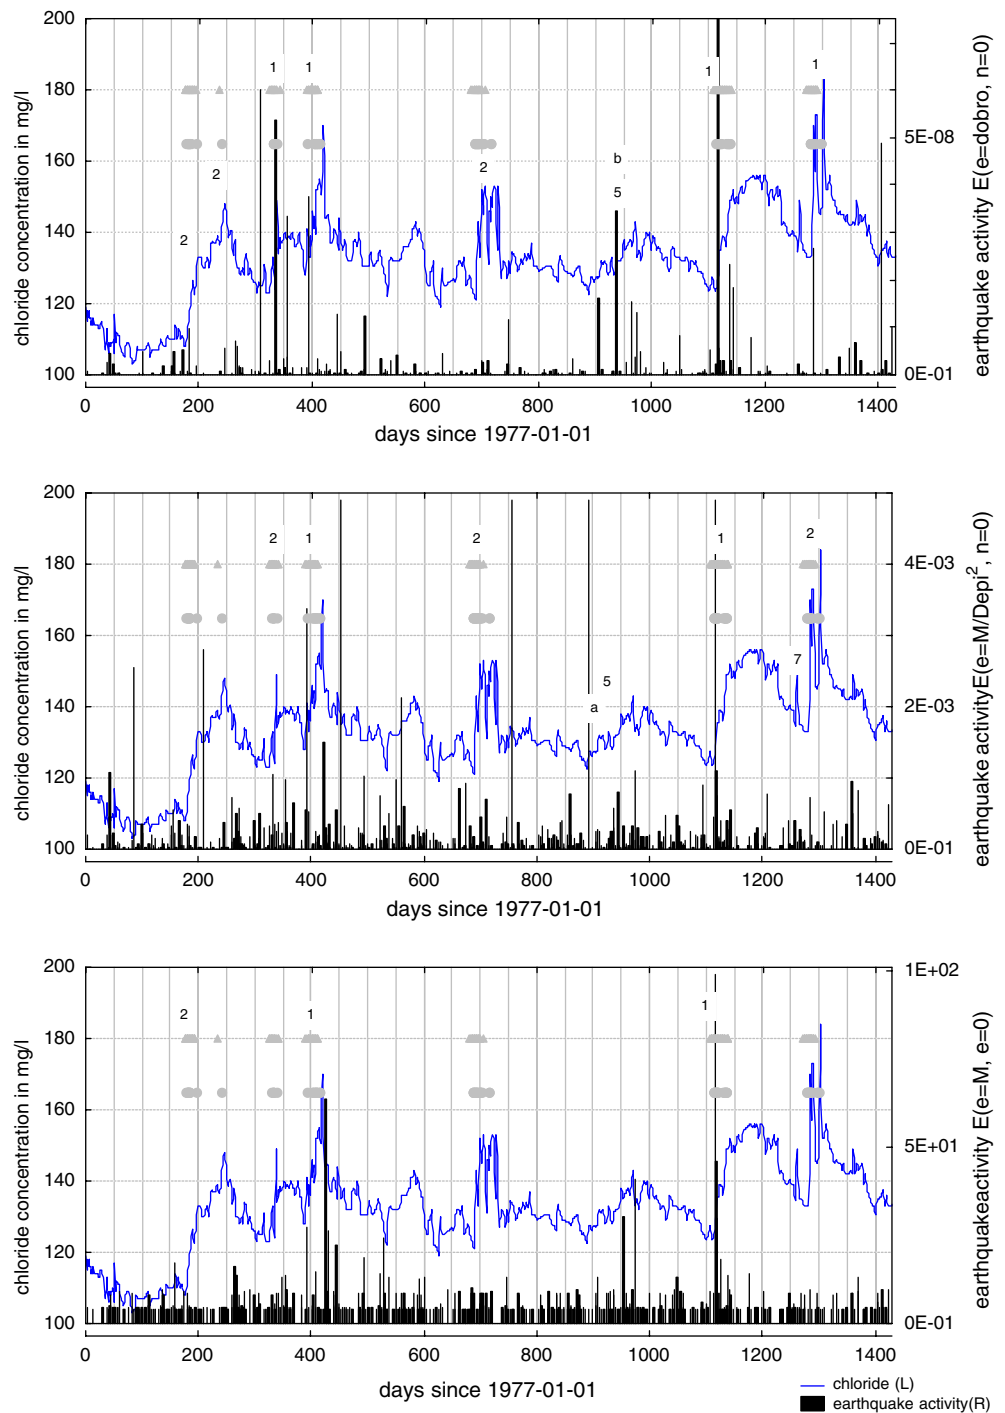 200
180
160
140
120
100
chloride concentration in mg/l
1 1 1 1
2 b
2 5
2
5E-08
0E-01
earthquake activity E(e=dobro, n=0)
0 200 400 600 800 1000 1200 1400
days since 1977-01-01
200
180
160
140
120
100
chloride concentration in mg/l
2 1 2 1 2
5 7
a
4E-03
2E-03
0E-01
earthquake activityE(e=M/Depi², n=0)
0 200 400 600 800 1000 1200 1400
days since 1977-01-01
200
180
160
140
120
100
chloride concentration in mg/l
2 1 1
1E+02
5E+01
0E-01
earthquakeactivity E(e=M, e=0)
0 200 400 600 800 1000 1200 1400
days since 1977-01-01
chloride (L)
earthquake activity(R)